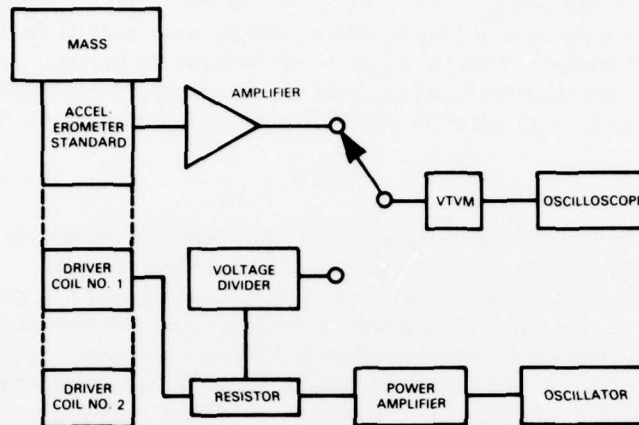 MASS
ACCEL-
EROMETER
STANDARD
AMPLIFIER
VTVM
OSCILLOSCOPE
DRIVER
COIL NO. 1
VOLTAGE
DIVIDER
DRIVER
COIL NO. 2
RESISTOR
POWER
AMPLIFIER
OSCILLATOR